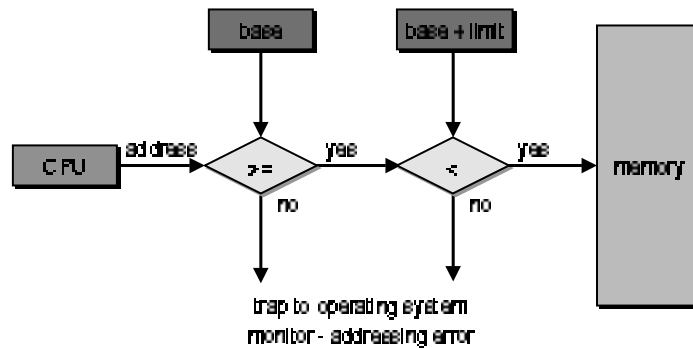 base
base + limit
CPU
address
>=
yes
<
yes
memory
no
no
trap to operating system
monitor - addressing error